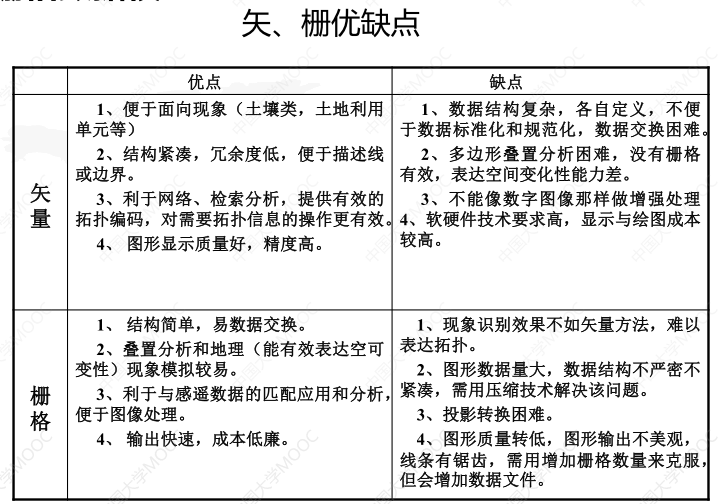 矢、栅优缺点
优点
缺点
矢量
1、便于面向现象（土壤类，土地利用
单元等）
2、结构紧凑，冗余度低，便于描述线
或边界。
3、利于网络、检索分析，提供有效的
拓扑编码，对需要拓扑信息的操作更有效。
4、 图形显示质量好，精度高。
1、数据结构复杂，各自定义，不便
于数据标准化和规范化，数据交换困难。
2、多边形叠置分析困难，没有栅格
有效，表达空间变化性能力差。
3、不能像数字图像那样做增强处理
4、软硬件技术要求高，显示与绘图成本
较高。
栅格
1、 结构简单，易数据交换。
2、叠置分析和地理（能有效表达空可
变性）现象模拟较易。
3、利于与感遥数据的匹配应用和分析，
便于图像处理。
4、 输出快速，成本低廉。
1、现象识别效果不如矢量方法，难以
表达拓扑。
2、图形数据量大，数据结构不严密不
紧凑，需用压缩技术解决该问题。
3、投影转换困难。
4、图形质量转低，图形输出不美观，
线条有锯齿，需用增加栅格数量来克服，
但会增加数据文件。
中国大学MOOC